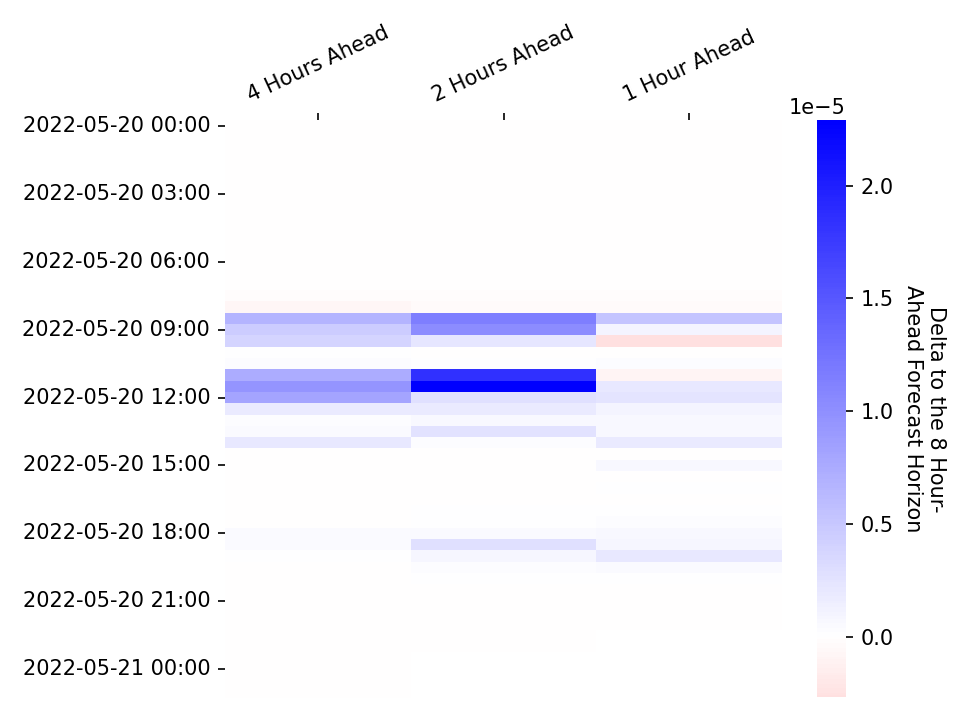 4 Hours Ahead
2 Hours Ahead
1 Hour Ahead
1e−5
2022-05-20 00:00
2022-05-20 03:00
2022-05-20 06:00
2022-05-20 09:00
2022-05-20 12:00
2022-05-20 15:00
2022-05-20 18:00
2022-05-20 21:00
2022-05-21 00:00
2.0
1.5
1.0
0.5
0.0
Delta to the 8 Hour-
Ahead Forecast Horizon